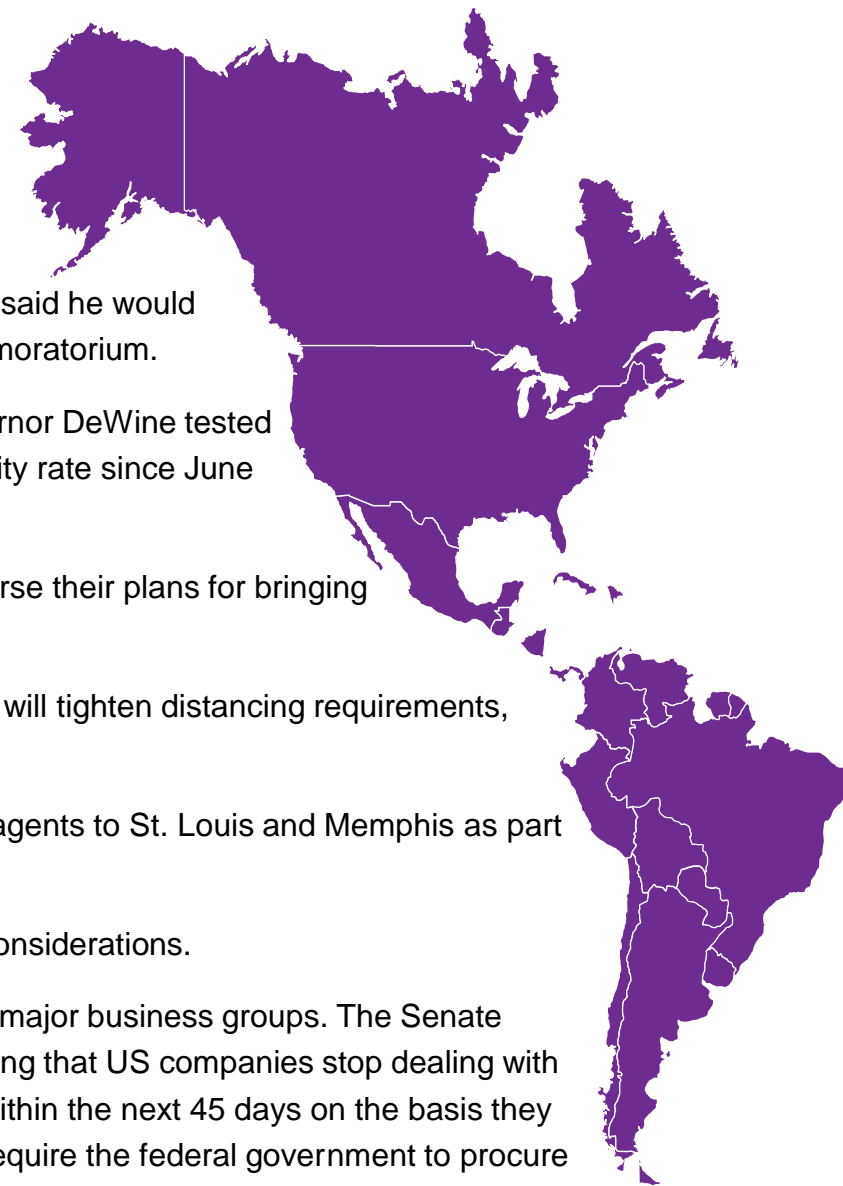 said he would
moratorium.
rnor DeWine tested
ity rate since June
rse their plans for bringing
will tighten distancing requirements,
agents to St. Louis and Memphis as part
onsiderations.
major business groups. The Senate
ing that US companies stop dealing with
ithin the next 45 days on the basis they
equire the federal government to procure